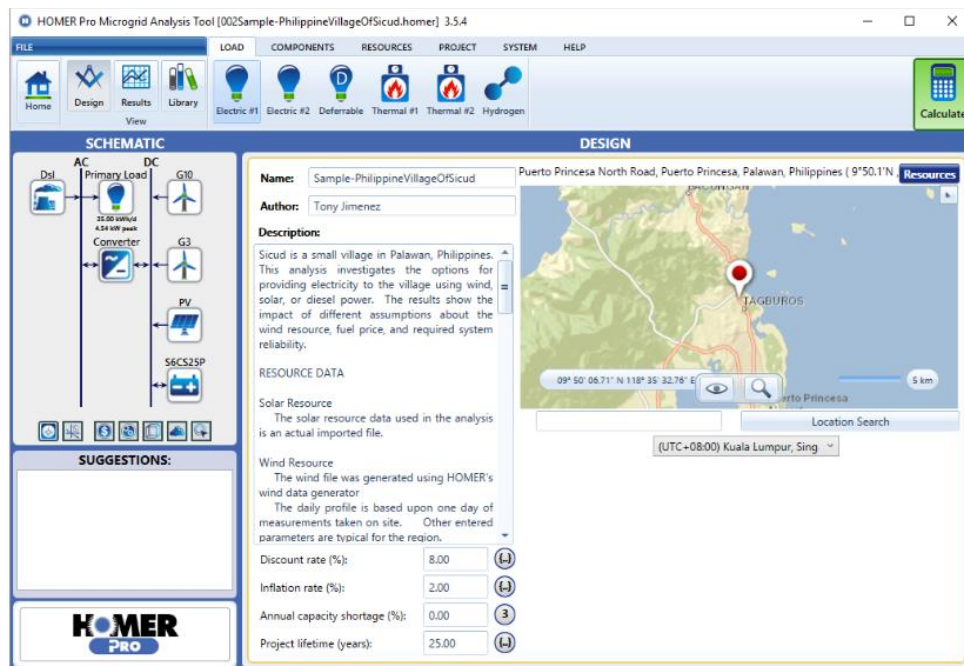 HOMER Pro Microgrid Analysis Tool [002Sample-PhilippineVillageOfSicud.homer] 3.5.4
FILE
LOAD COMPONENTS RESOURCES PROJECT SYSTEM HELP
Home
Design
Results
Library
View
Electric #1
Electric #2
Deferrable
Thermal #1
Thermal #2
Hydrogen
Calculate
SCHEMATIC
AC DC
Dsl
Primary Load
G10
35.00 kWh/d
4.54 kW peak
Converter
G3
PV
S6CS25P
SUGGESTIONS:
HOMER
PRO
DESIGN
Name: Sample-PhilippineVillageOfSicud
Author: Tony Jimenez
Description:
Sicud is a small village in Palawan, Philippines.
This analysis investigates the options for
providing electricity to the village using wind,
solar, or diesel power. The results show the
impact of different assumptions about the
wind resource, fuel price, and required system
reliability.
RESOURCE DATA
Solar Resource
The solar resource data used in the analysis
is an actual imported file.
Wind Resource
The wind file was generated using HOMER's
wind data generator
The daily profile is based upon one day of
measurements taken on site. Other entered
parameters are typical for the region.
Discount rate (%): 8.00 {..}
Inflation rate (%): 2.00 {..}
Annual capacity shortage (%): 0.00 3
Project lifetime (years): 25.00 {..}
Puerto Princesa North Road, Puerto Princesa, Palawan, Philippines ( 9°50.1'N ,
Resources
BACUNGAN
TAGBUROS
09° 50' 06.71" N 118° 35' 32.76" E
5 km
Princesa
Location Search
(UTC+08:00) Kuala Lumpur, Sing